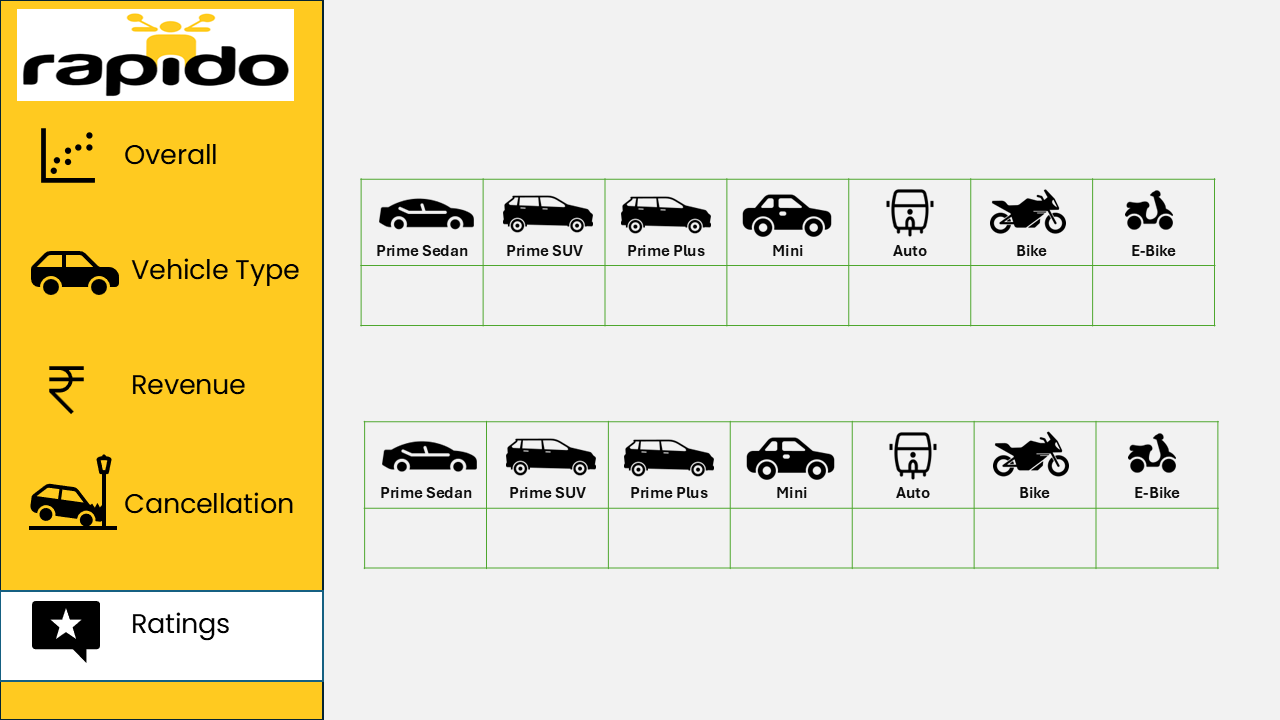 rapido
Overall
Vehicle Type
Revenue
Cancellation
Ratings
Prime Sedan Prime SUV Prime Plus Mini Auto Bike E-Bike
Prime Sedan Prime SUV Prime Plus Mini Auto Bike E-Bike